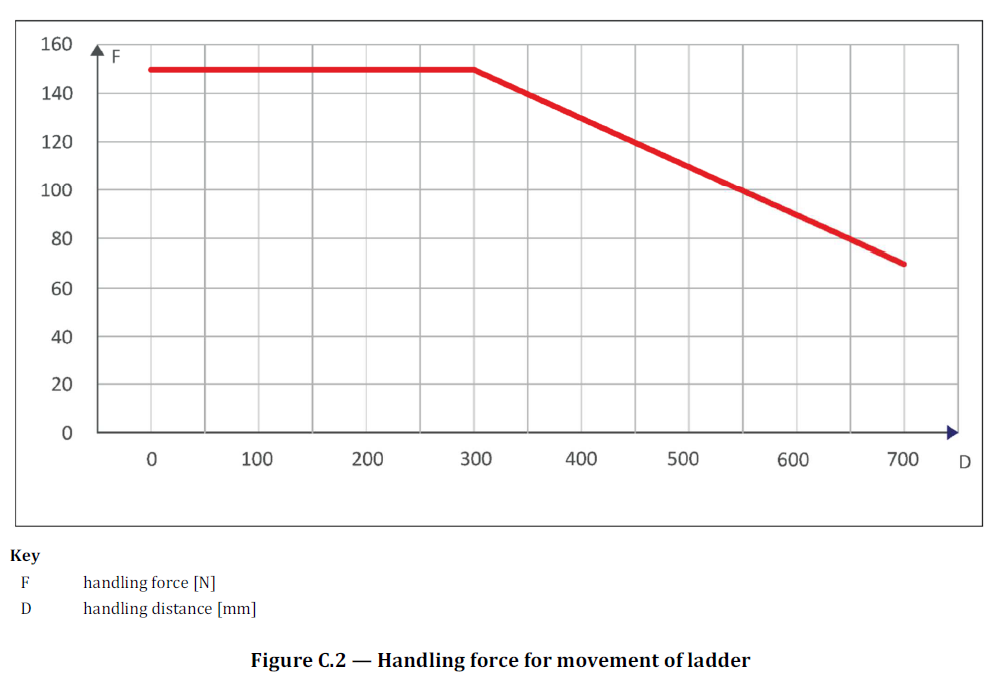 160
F
140
120
100
80
60
40
20
0
0 100 200 300 400 500 600 700 D
Key
F handling force [N]
D handling distance [mm]
Figure C.2 — Handling force for movement of ladder